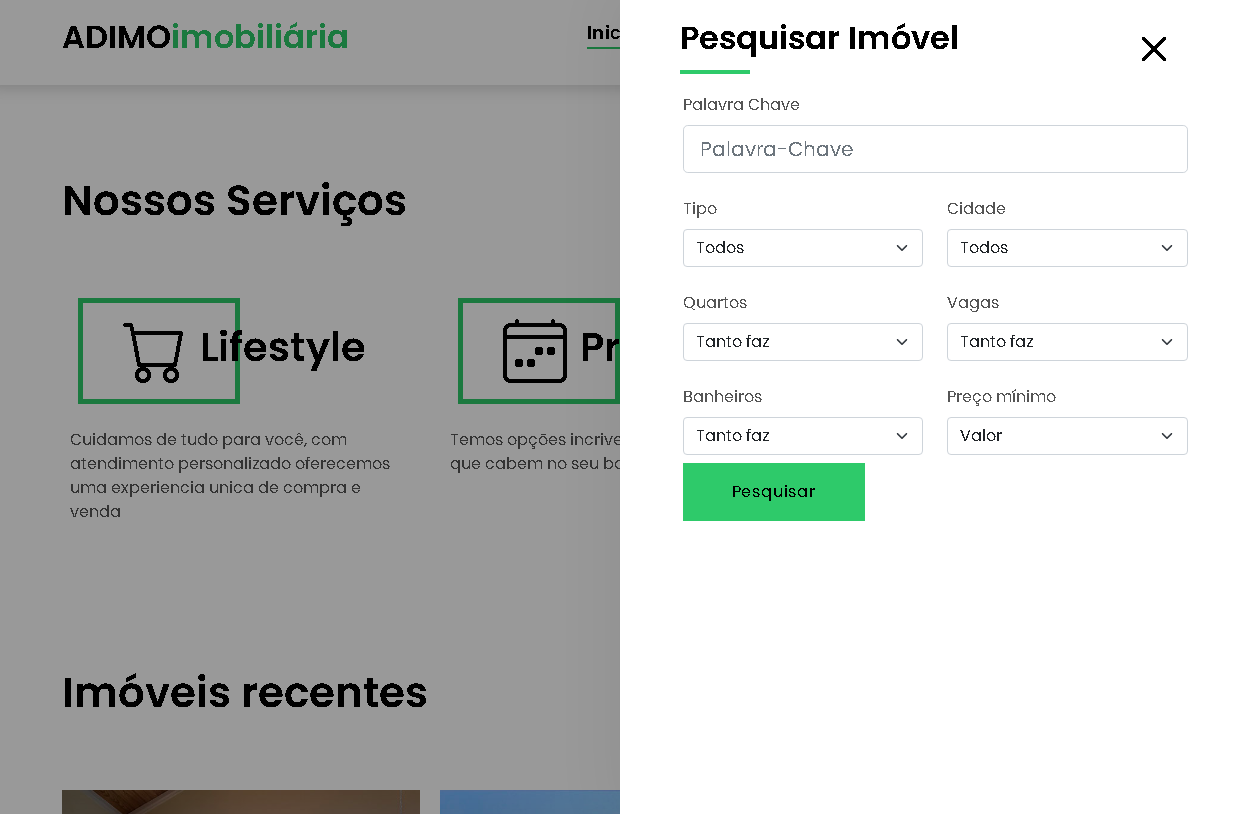 ADIMOimobiliária
Inic
Nossos Serviços
Lifestyle
Pr
Cuidamos de tudo para você, com
atendimento personalizado oferecemos
uma experiencia unica de compra e
venda
Temos opções incrive
que cabem no seu bo
Imóveis recentes
Pesquisar Imóvel
Palavra Chave
Palavra-Chave
Tipo
Cidade
Todos
Todos
Quartos
Vagas
Tanto faz
Tanto faz
Banheiros
Preço mínimo
Tanto faz
Valor
Pesquisar